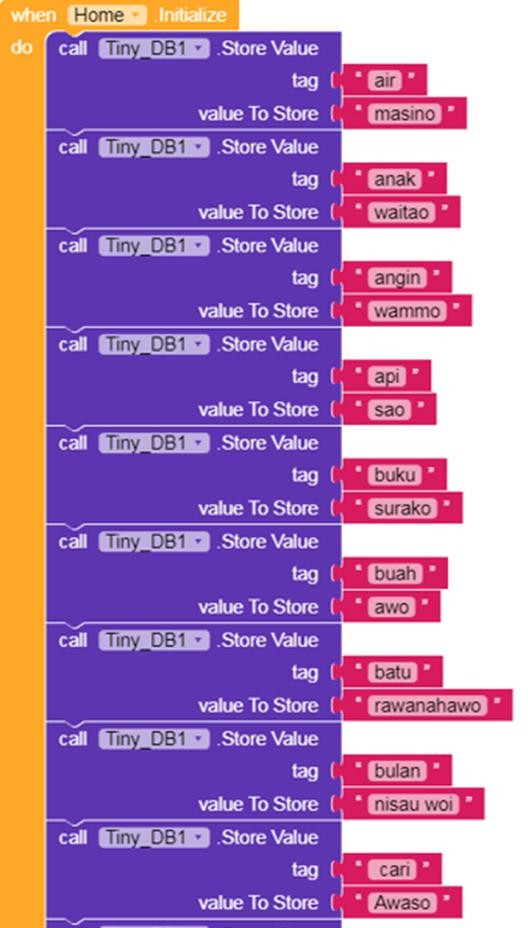 when Home .Initialize
do call Tiny_DB1 .Store Value
tag " air "
value To Store " masino "
call Tiny_DB1 .Store Value
tag " anak "
value To Store " waitao "
call Tiny_DB1 .Store Value
tag " angin "
value To Store " wammo "
call Tiny_DB1 .Store Value
tag " api "
value To Store " sao "
call Tiny_DB1 .Store Value
tag " buku "
value To Store " surako "
call Tiny_DB1 .Store Value
tag " buah "
value To Store " awo "
call Tiny_DB1 .Store Value
tag " batu "
value To Store " rawanahawo "
call Tiny_DB1 .Store Value
tag " bulan "
value To Store " nisau woi "
call Tiny_DB1 .Store Value
tag " cari "
value To Store " Awaso "